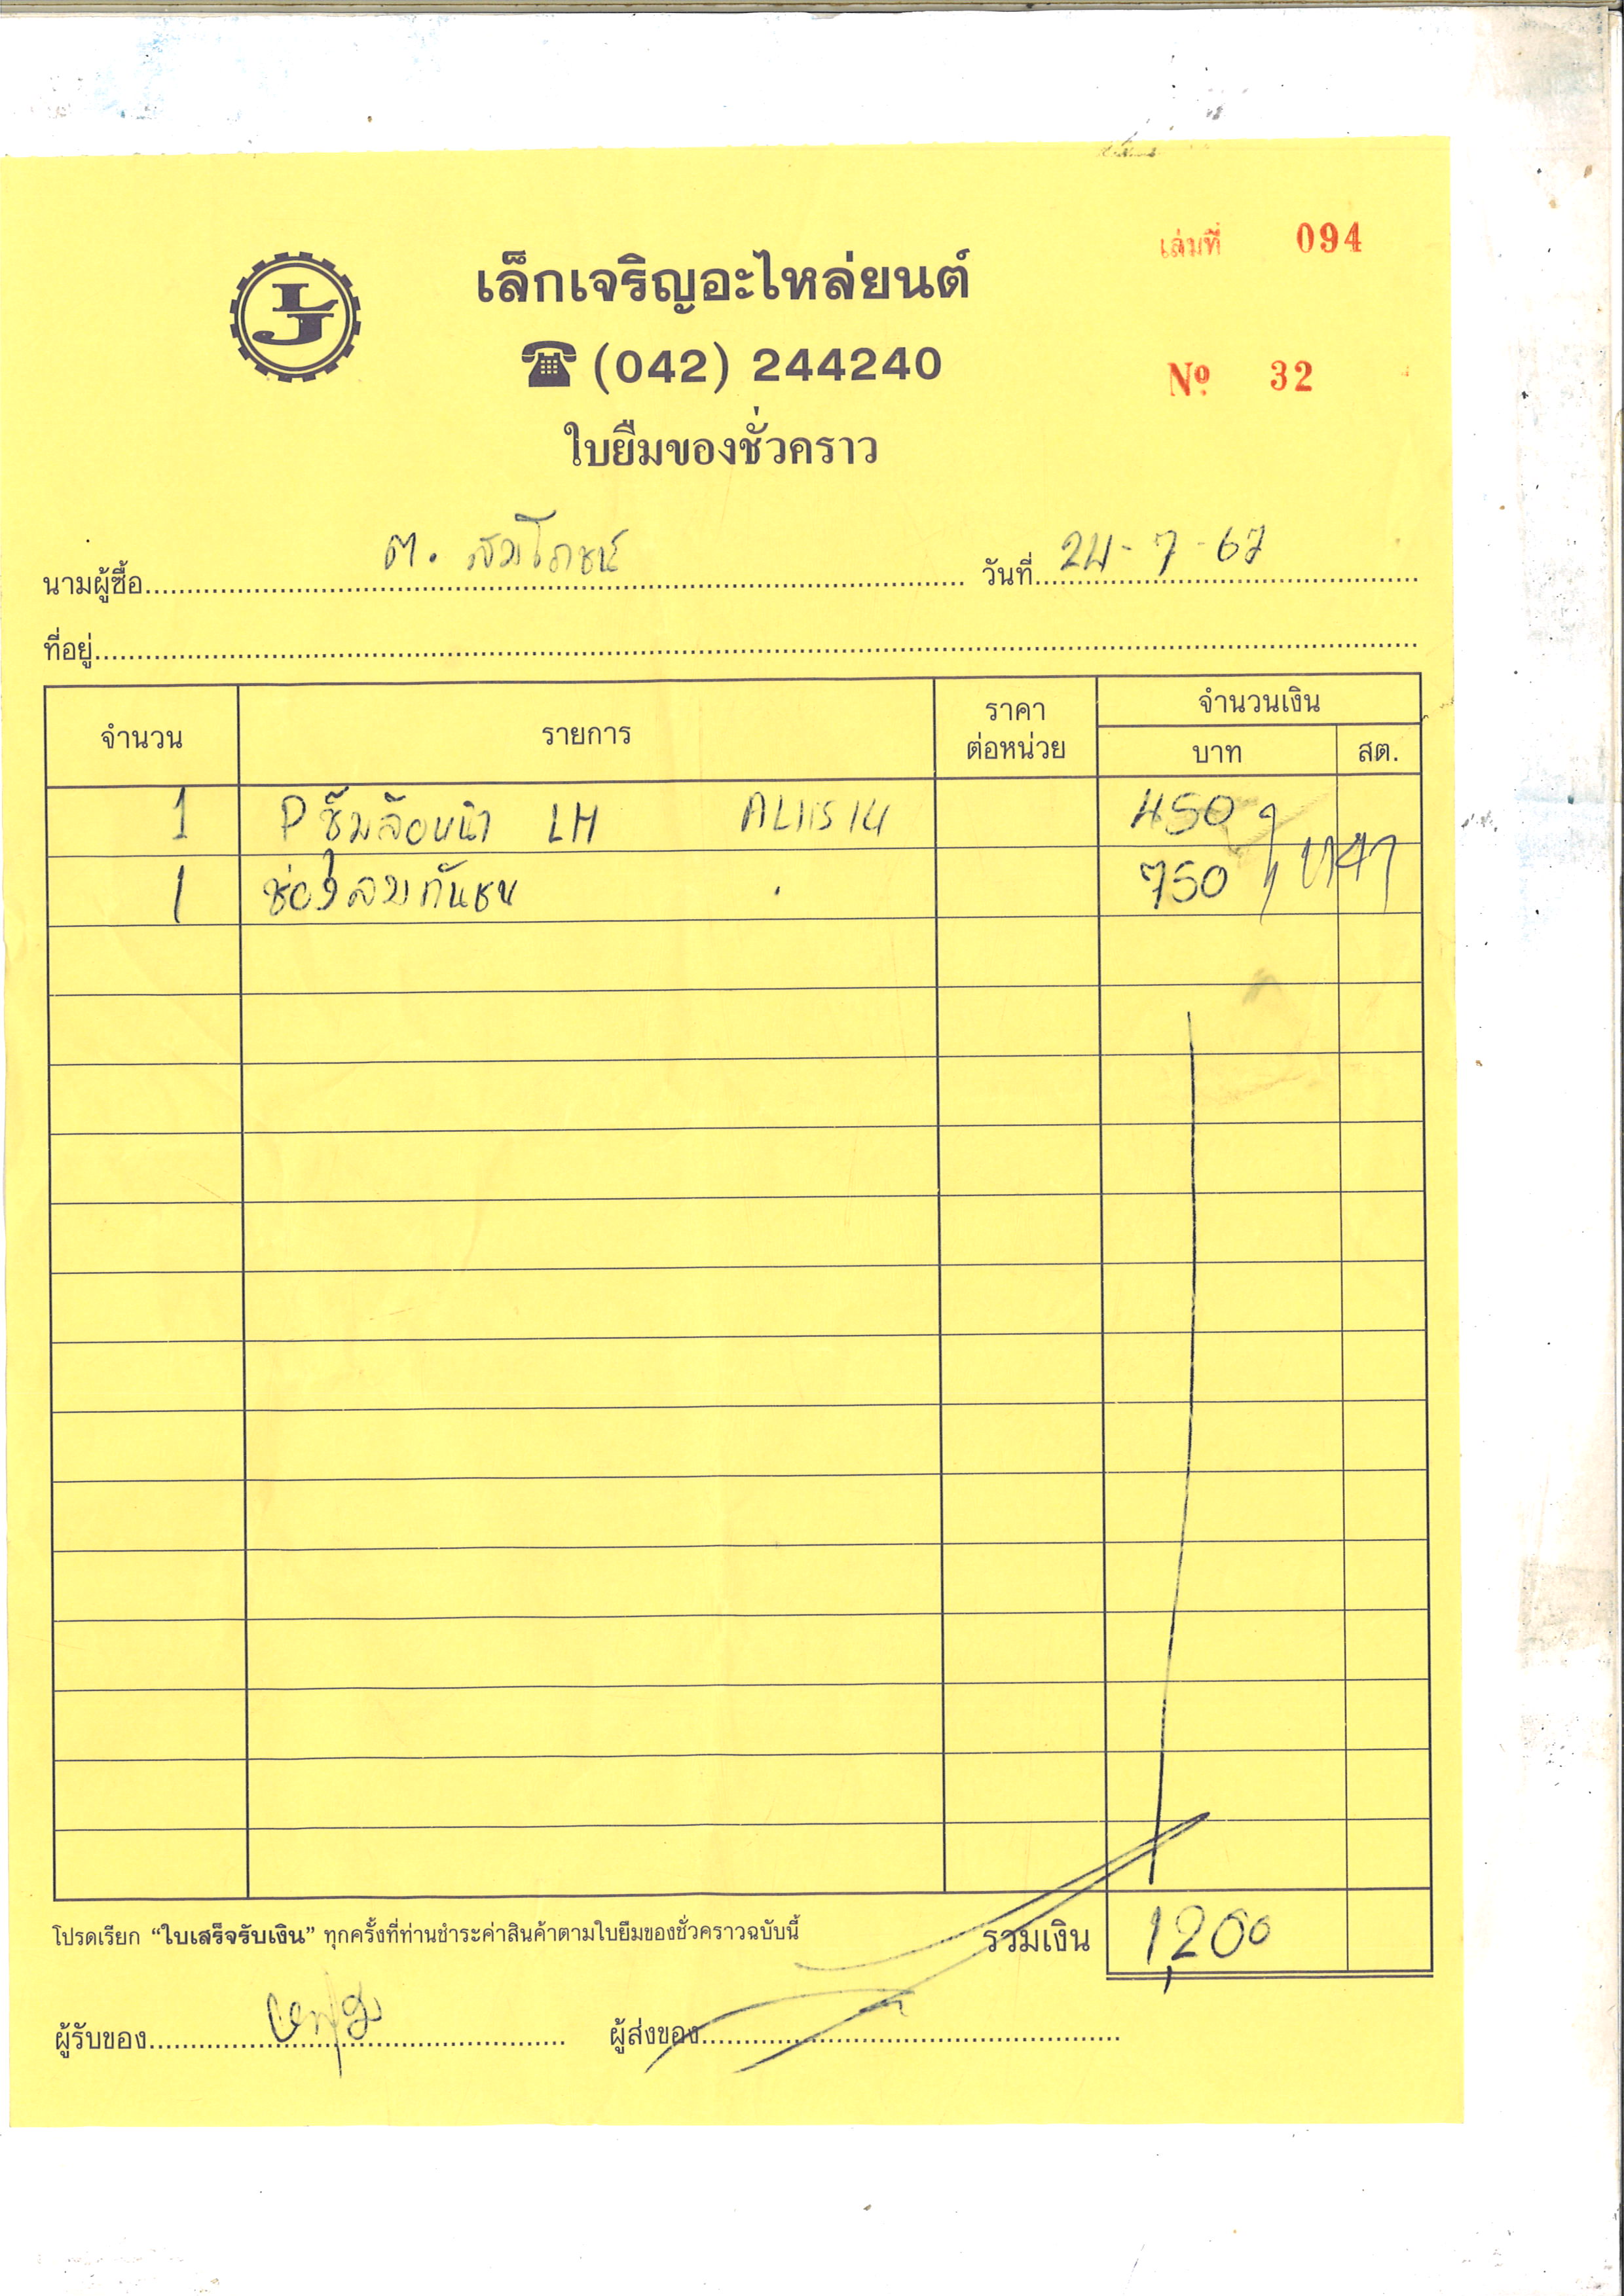 เล่มที่ 094
LJ
เล็กเจริญอะไหล่ยนต์
☎ (042) 244240
Nº 32
ใบยืมของชั่วคราว
นามผู้ซื้อ ต. สมโภชน์ วันที่ 24-7-67
ที่อยู่
จำนวน รายการ ราคาต่อหน่วย จำนวนเงิน
บาท สต.
1 P ซุ้มล้อหน้า LH 450
1 ช่องลมกันชน 750
โปรดเรียก “ใบเสร็จรับเงิน” ทุกครั้งที่ท่านชำระค่าสินค้าตามใบยืมของชั่วคราวฉบับนี้ รวมเงิน 1,200
ผู้รับของ ผู้ส่งของ